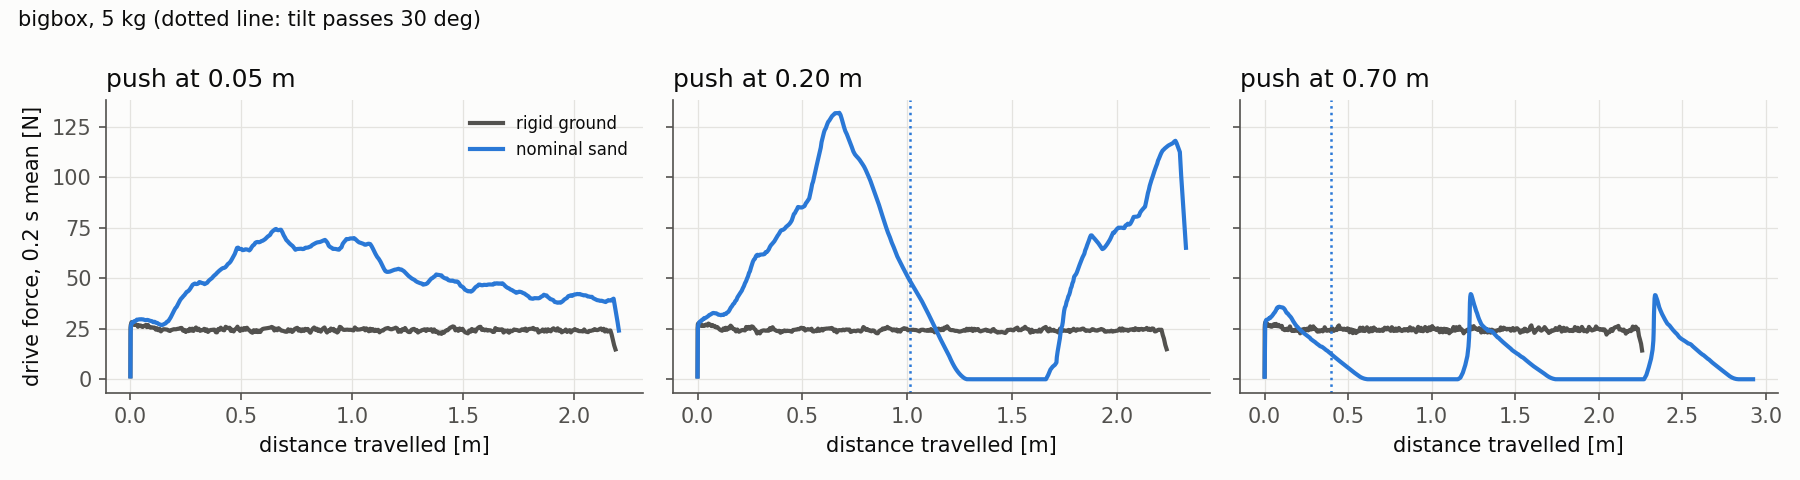 bigbox, 5 kg (dotted line: tilt passes 30 deg)
push at 0.05 m
push at 0.20 m
push at 0.70 m
drive force, 0.2 s mean [N]
125
100
75
50
25
0
rigid ground
nominal sand
0.0 0.5 1.0 1.5 2.0
0.0 0.5 1.0 1.5 2.0
0.0 0.5 1.0 1.5 2.0 2.5 3.0
distance travelled [m]
distance travelled [m]
distance travelled [m]